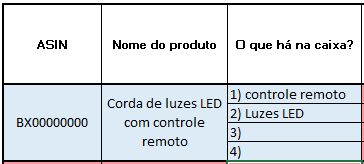 ASIN
Nome do produto
O que há na caixa?
BX00000000
Corda de luzes LED
com controle
remoto
1) controle remoto
2) Luzes LED
3)
4)